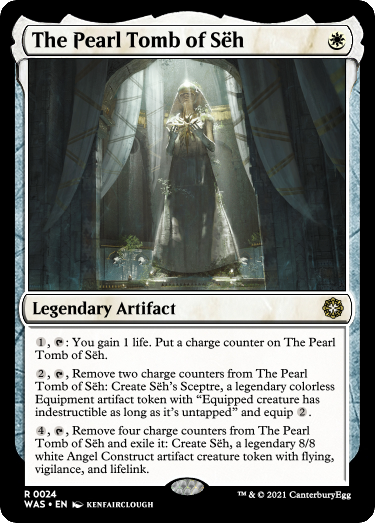 The Pearl Tomb of Sëh
Legendary Artifact
1, T: You gain 1 life. Put a charge counter on The Pearl
Tomb of Sëh.
2, T, Remove two charge counters from The Pearl
Tomb of Sëh: Create Sëh's Sceptre, a legendary colorless
Equipment artifact token with “Equipped creature has
indestructible as long as it's untapped” and equip 2.
4, T, Remove four charge counters from The Pearl
Tomb of Sëh and exile it: Create Sëh, a legendary 8/8
white Angel Construct artifact creature token with flying,
vigilance, and lifelink.
R 0024
WAS • EN KENFAIRCLOUGH
™ & © 2021 CanterburyEgg